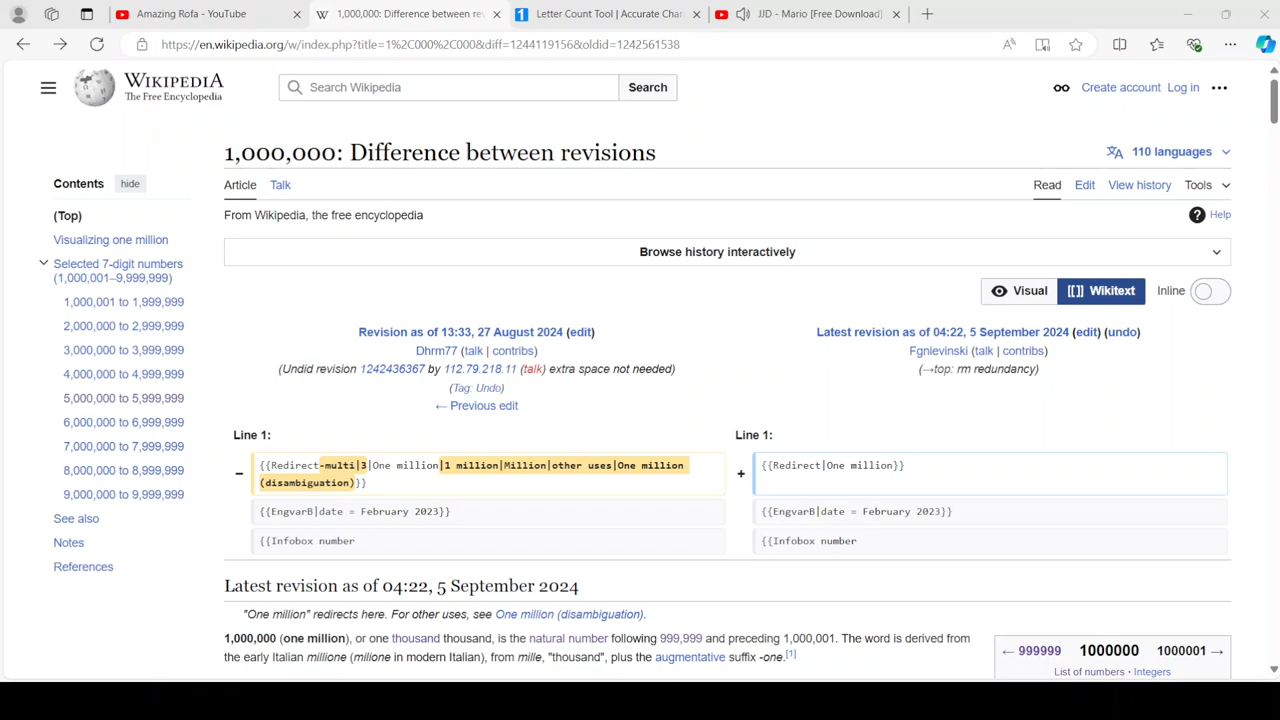 Amazing Rofa - YouTube
1,000,000: Difference between re
Letter Count Tool | Accurate Cha
JJD - Mario [Free Download]
https://en.wikipedia.org/w/index.php?title=1%2C000%2C000&diff=1244119156&oldid=1242561538
WIKIPEDIA
The Free Encyclopedia
Search Wikipedia
Search
Create account Log in
1,000,000: Difference between revisions
110 languages
Contents hide
Article Talk
Read Edit View history Tools
(Top)
From Wikipedia, the free encyclopedia
Help
Visualizing one million
Browse history interactively
Selected 7-digit numbers
(1,000,001–9,999,999)
Visual [[]] Wikitext Inline
1,000,001 to 1,999,999
2,000,000 to 2,999,999
3,000,000 to 3,999,999
4,000,000 to 4,999,999
5,000,000 to 5,999,999
6,000,000 to 6,999,999
7,000,000 to 7,999,999
8,000,000 to 8,999,999
9,000,000 to 9,999,999
See also
Notes
References
Revision as of 13:33, 27 August 2024 (edit)
Dhrm77 (talk | contribs)
(Undid revision 1242436367 by 112.79.218.11 (talk) extra space not needed)
(Tag: Undo)
← Previous edit
Latest revision as of 04:22, 5 September 2024 (edit) (undo)
Fgnievinski (talk | contribs)
(→top: rm redundancy)
Line 1:
Line 1:
− {{Redirect-multi|3|One million|1 million|Million|other uses|One million
(disambiguation)}}
+ {{Redirect|One million}}
{{EngvarB|date = February 2023}}
{{EngvarB|date = February 2023}}
{{Infobox number
{{Infobox number
Latest revision as of 04:22, 5 September 2024
"One million" redirects here. For other uses, see One million (disambiguation).
1,000,000 (one million), or one thousand thousand, is the natural number following 999,999 and preceding 1,000,001. The word is derived from
the early Italian millione (milione in modern Italian), from mille, "thousand", plus the augmentative suffix -one.[1]
← 999999 1000000 1000001 →
List of numbers · Integers